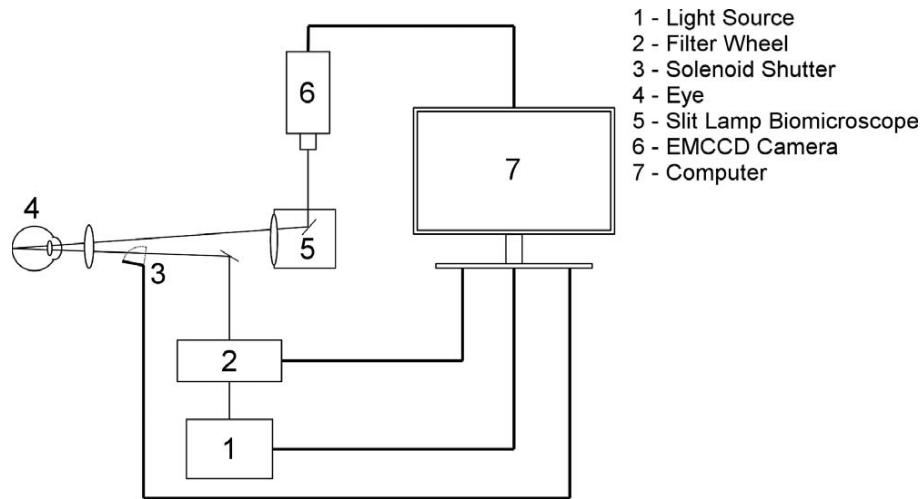 1 - Light Source
2 - Filter Wheel
3 - Solenoid Shutter
4 - Eye
5 - Slit Lamp Biomicroscope
6 - EMCCD Camera
7 - Computer
6
7
4
5
3
2
1